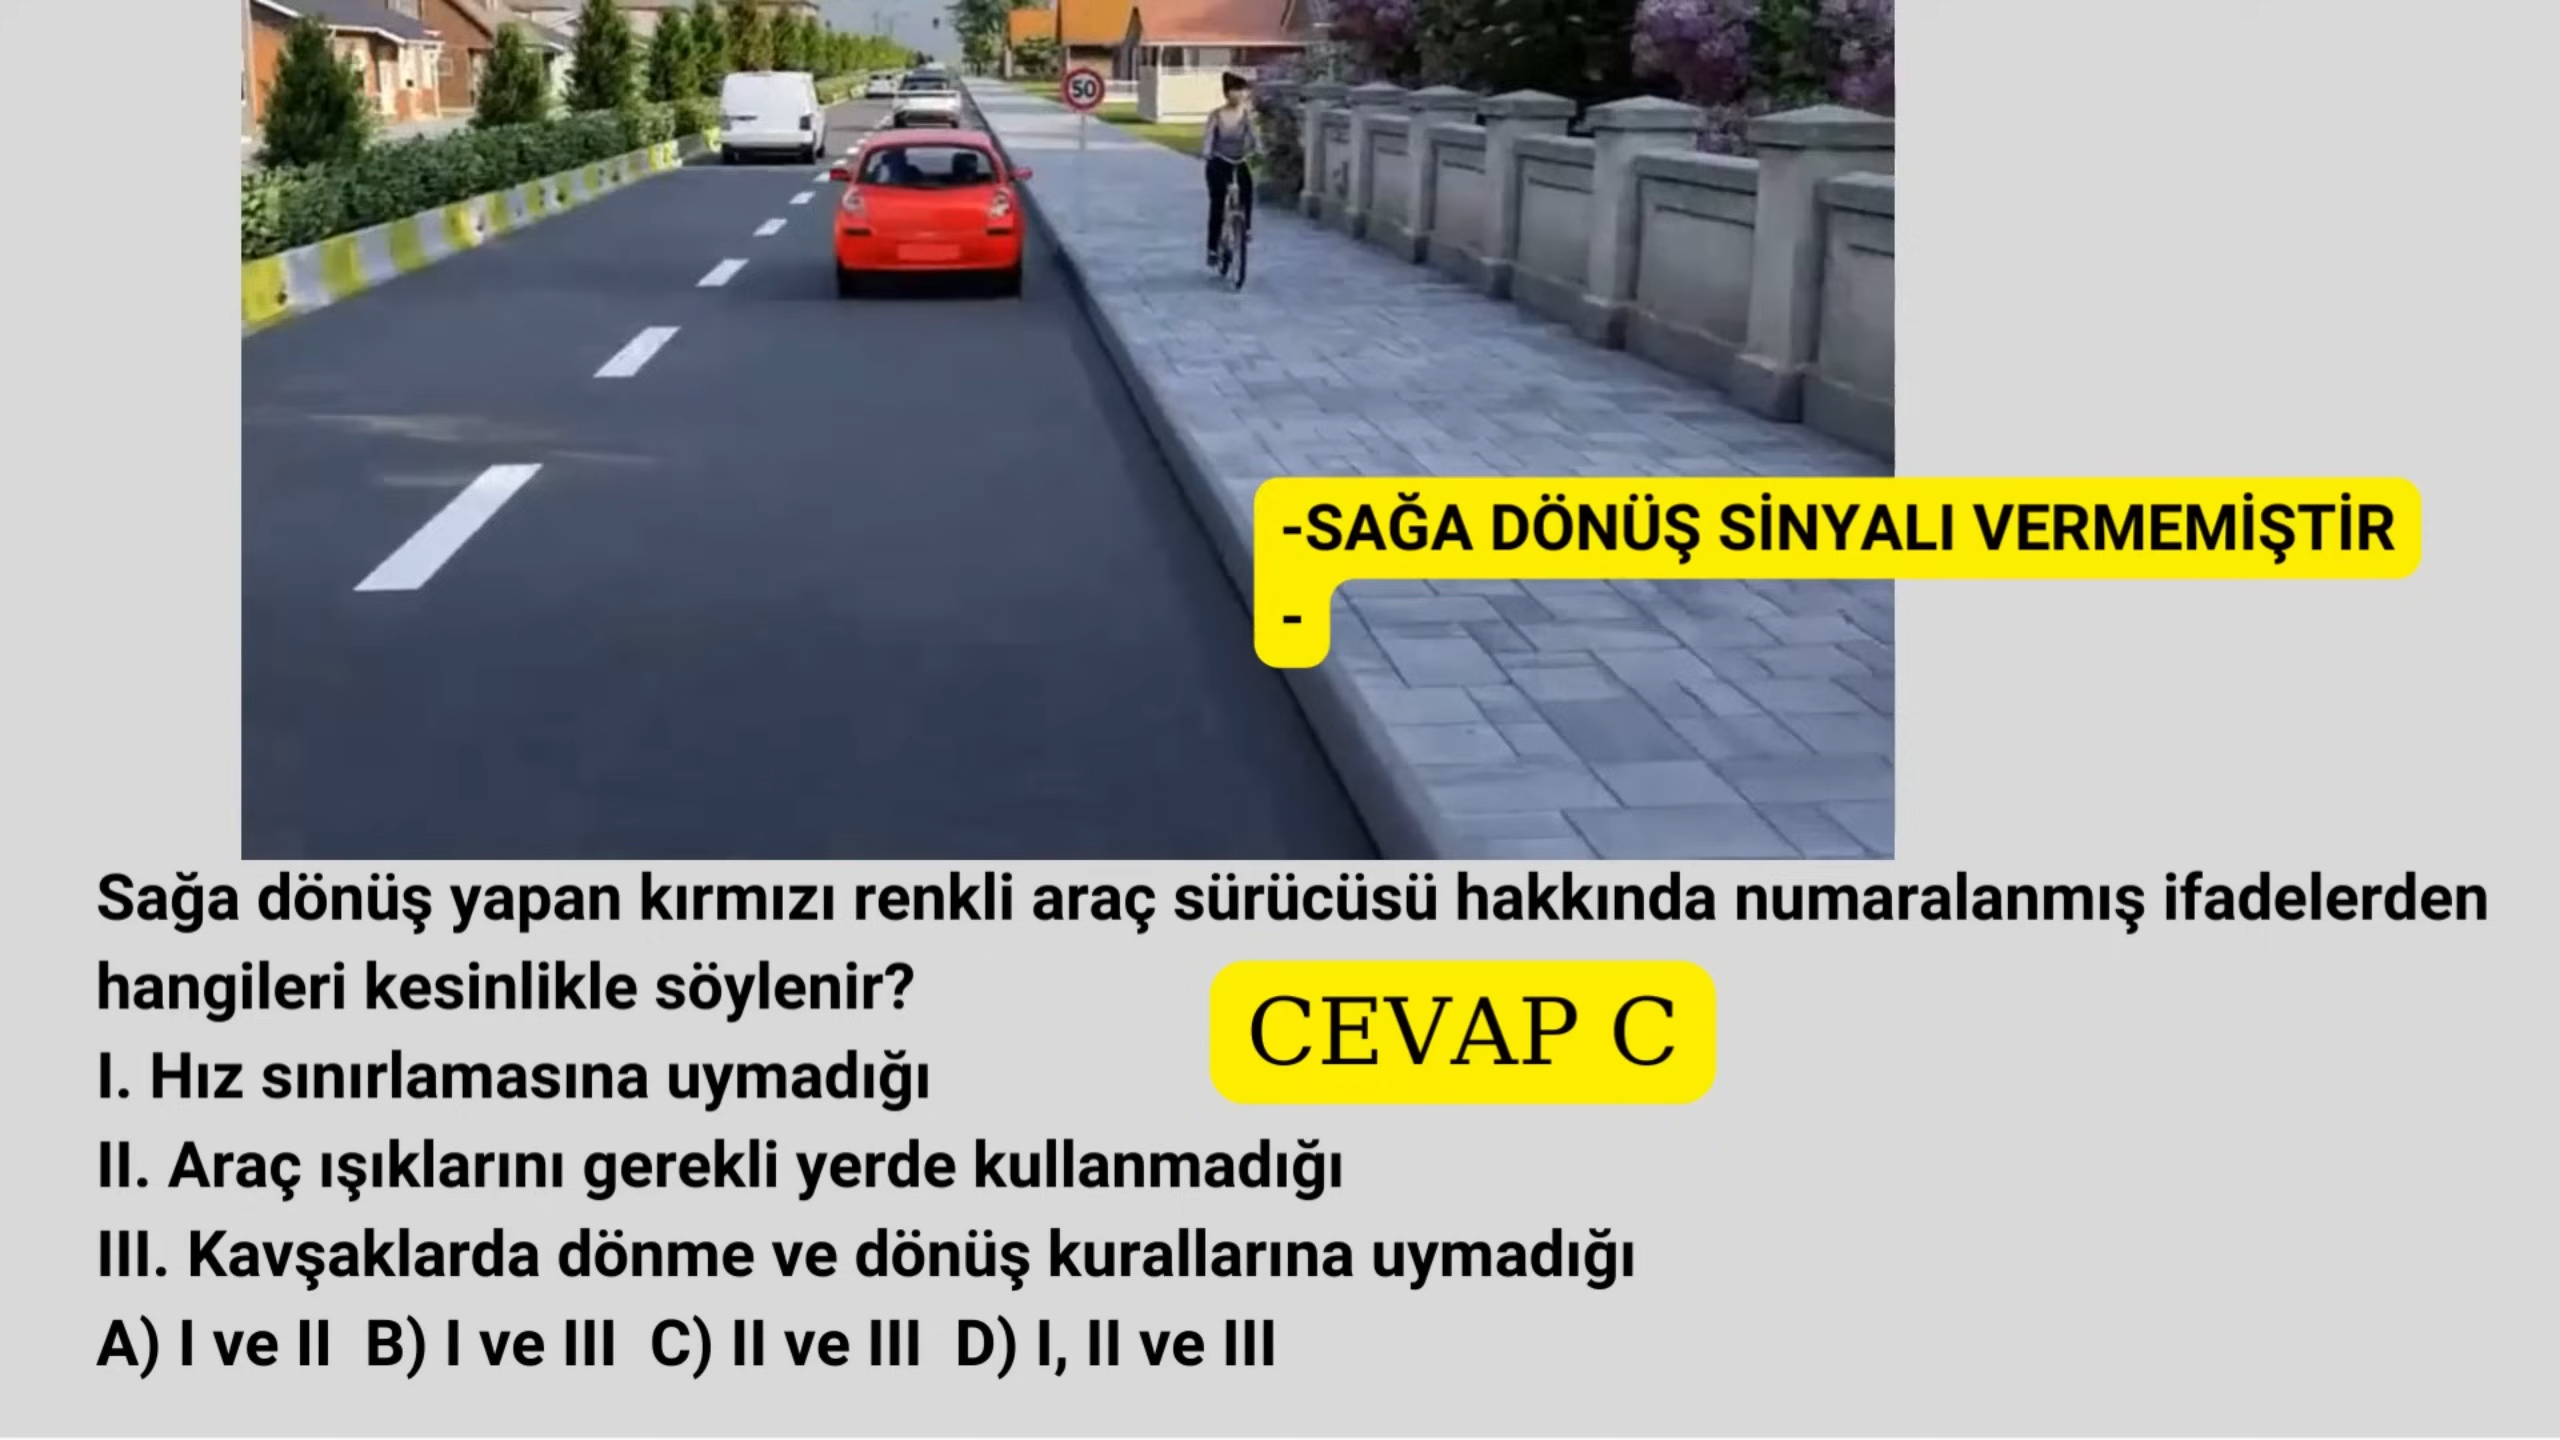 50
-SAĞA DÖNÜŞ SİNYALI VERMEMİŞTİR
-
Sağa dönüş yapan kırmızı renkli araç sürücüsü hakkında numaralanmış ifadelerden
hangileri kesinlikle söylenir?
CEVAP C
I. Hız sınırlamasına uymadığı
II. Araç ışıklarını gerekli yerde kullanmadığı
III. Kavşaklarda dönme ve dönüş kurallarına uymadığı
A) I ve II B) I ve III C) II ve III D) I, II ve III